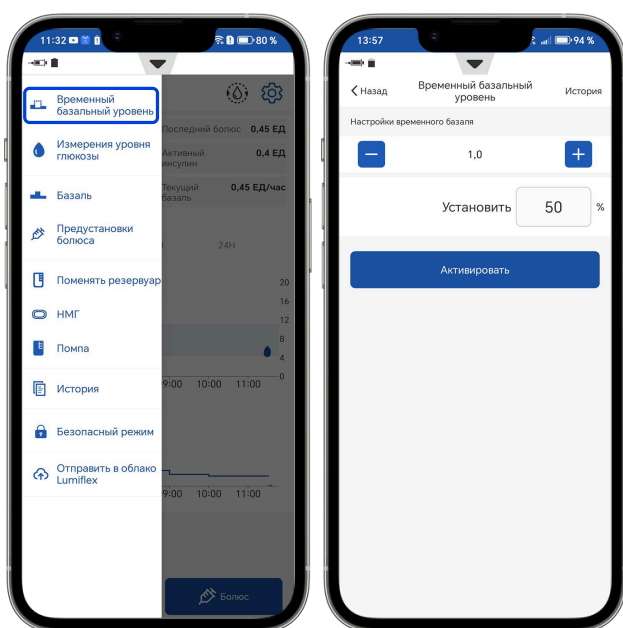 11:32
80 %
Временный
базальный уровень
Измерения уровня
глюкозы
Базаль
Предустановки
болюса
Поменять резервуар
НМГ
Помпа
История
Безопасный режим
Отправить в облако
Lumiflex
Последний болюс 0,45 ЕД
Активный
инсулин
0,4 ЕД
Текущий
базаль
0,45 ЕД/час
24H
20
16
12
8
4
0
9:00 10:00 11:00
9:00 10:00 11:00
Болюс
13:57
94 %
Назад
Временный базальный
уровень
История
Настройки временного базаля
1,0
Установить 50 %
Активировать